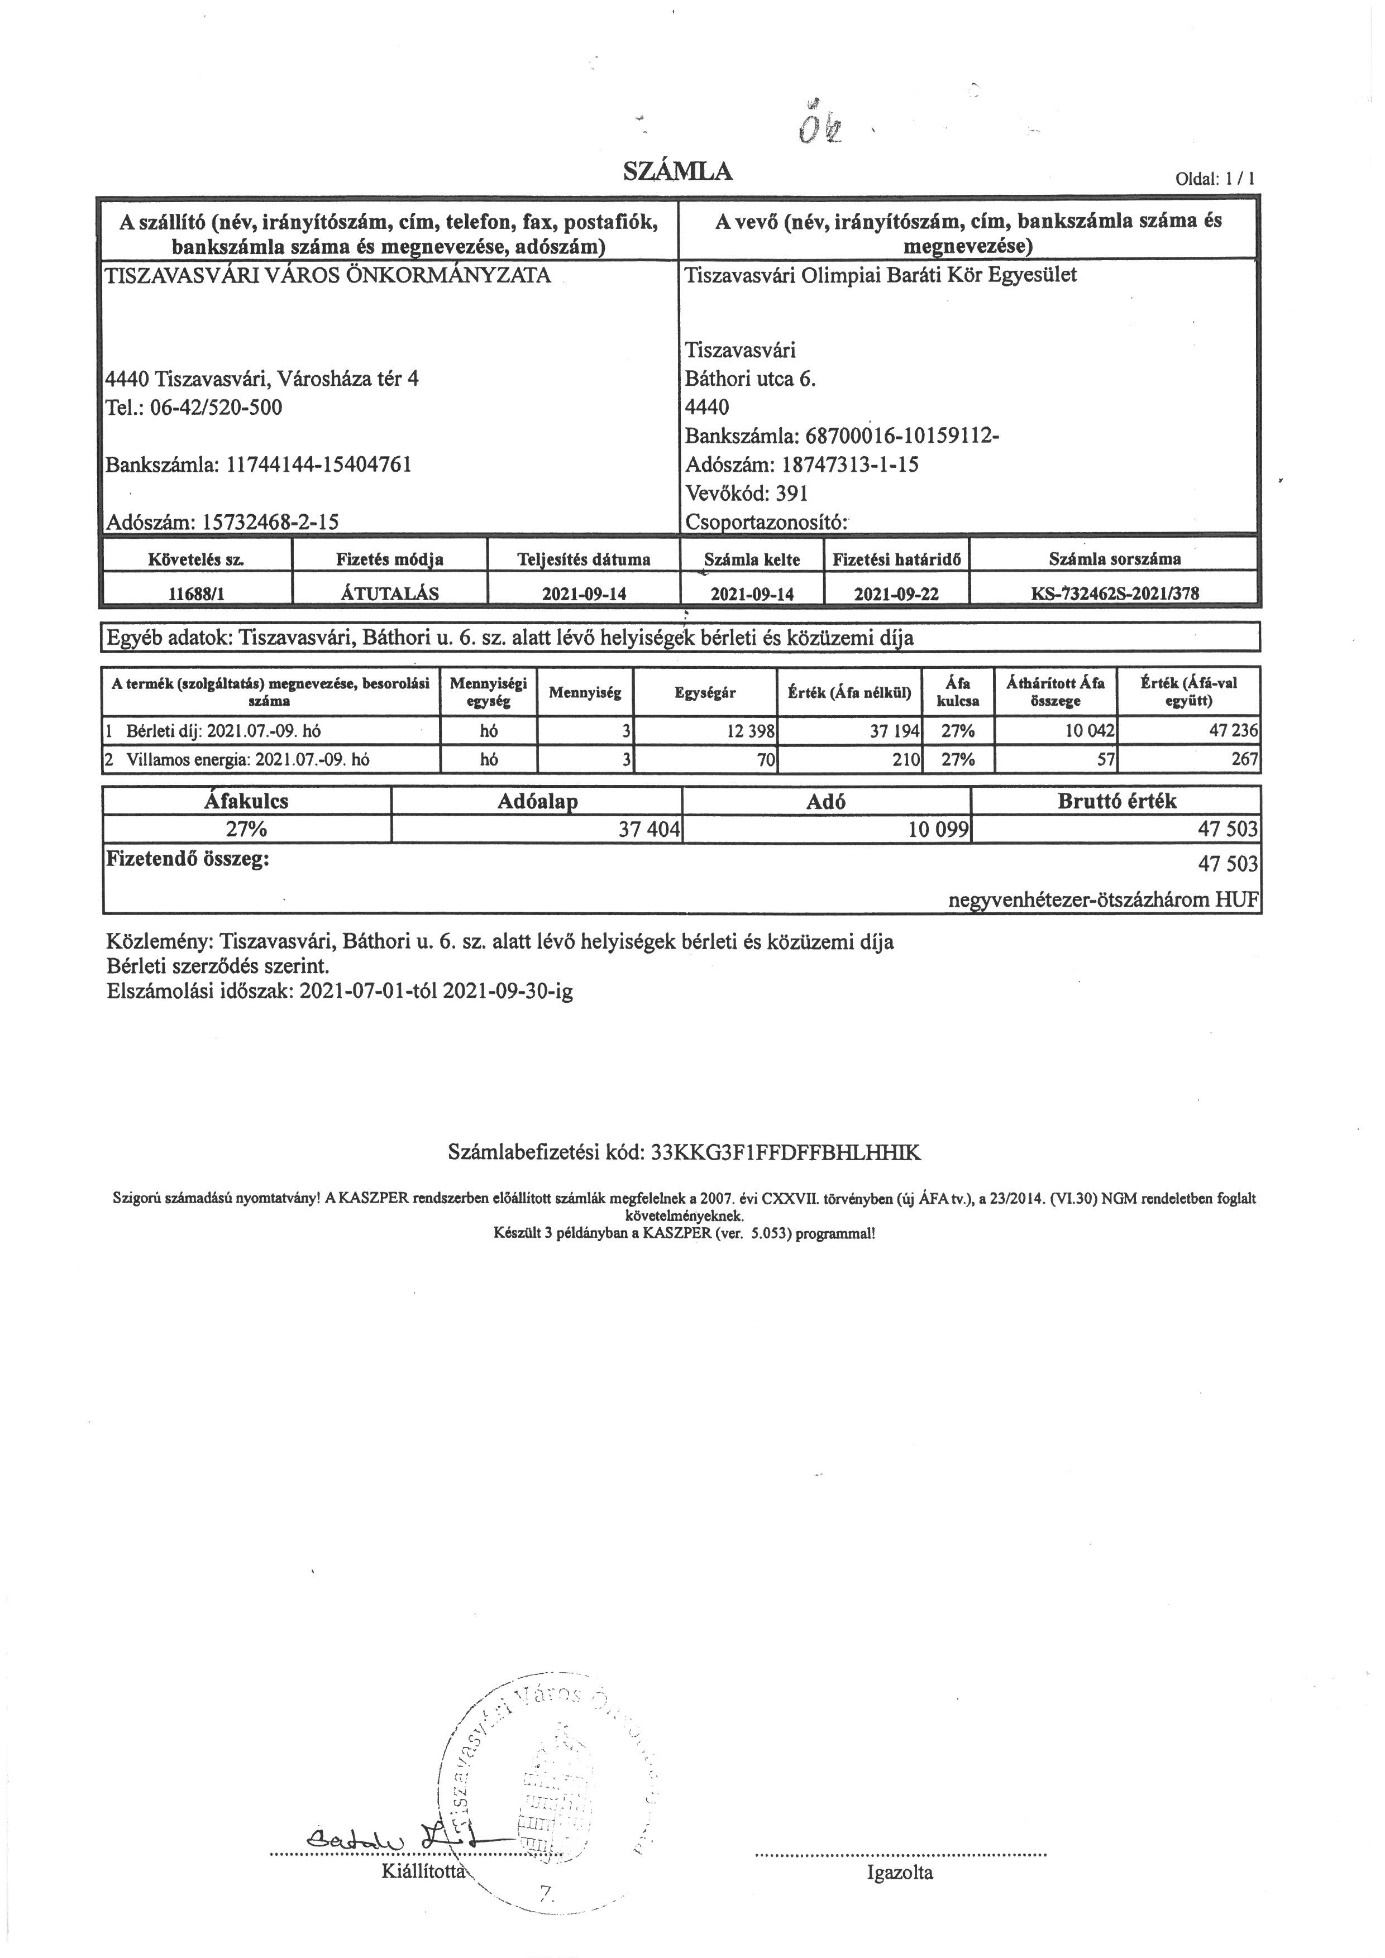 Ők
SZÁMLA
Oldal: 1 / 1
A szállító (név, irányítószám, cím, telefon, fax, postafiók, bankszámla száma és megnevezése, adószám)
A vevő (név, irányítószám, cím, bankszámla száma és megnevezése)
TISZAVASVÁRI VÁROS ÖNKORMÁNYZATA
4440 Tiszavasvári, Városháza tér 4
Tel.: 06-42/520-500
Bankszámla: 11744144-15404761
Adószám: 15732468-2-15
Tiszavasvári Olimpiai Baráti Kör Egyesület
Tiszavasvári
Báthori utca 6.
4440
Bankszámla: 68700016-10159112-
Adószám: 18747313-1-15
Vevőkód: 391
Csoportazonosító:
Követelés sz. Fizetés módja Teljesítés dátuma Számla kelte Fizetési határidő Számla sorszáma
11688/1 ÁTUTALÁS 2021-09-14 2021-09-14 2021-09-22 KS-732462S-2021/378
Egyéb adatok: Tiszavasvári, Báthori u. 6. sz. alatt lévő helyiségek bérleti és közüzemi díja
A termék (szolgáltatás) megnevezése, besorolási száma Mennyiségi egység Mennyiség Egységár Érték (Áfa nélkül) Áfa kulcsa Áthárított Áfa összege Érték (Áfá-val együtt)
1 Bérleti díj: 2021.07.-09. hó hó 3 12 398 37 194 27% 10 042 47 236
2 Villamos energia: 2021.07.-09. hó hó 3 70 210 27% 57 267
Áfakulcs Adóalap Adó Bruttó érték
27% 37 404 10 099 47 503
Fizetendő összeg: 47 503
negyvenhétezer-ötszázhárom HUF
Közlemény: Tiszavasvári, Báthori u. 6. sz. alatt lévő helyiségek bérleti és közüzemi díja
Bérleti szerződés szerint.
Elszámolási időszak: 2021-07-01-tól 2021-09-30-ig
Számlabefizetési kód: 33KKG3F1FFDFFBHLHHIK
Szigorú számadású nyomtatvány! A KASZPER rendszerben előállított számlák megfelelnek a 2007. évi CXXVII. törvényben (új ÁFA tv.), a 23/2014. (VI.30) NGM rendeletben foglalt
követelményeknek.
Készült 3 példányban a KASZPER (ver. 5.053) programmal!
Tiszavasvári Város
7.
Kiállította
Igazolta